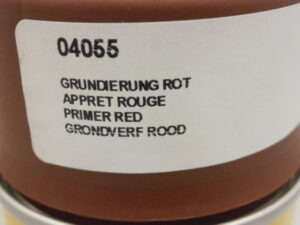 04055
GRUNDIERUNG ROT
APPRET ROUGE
PRIMER RED
GRONDVERF ROOD